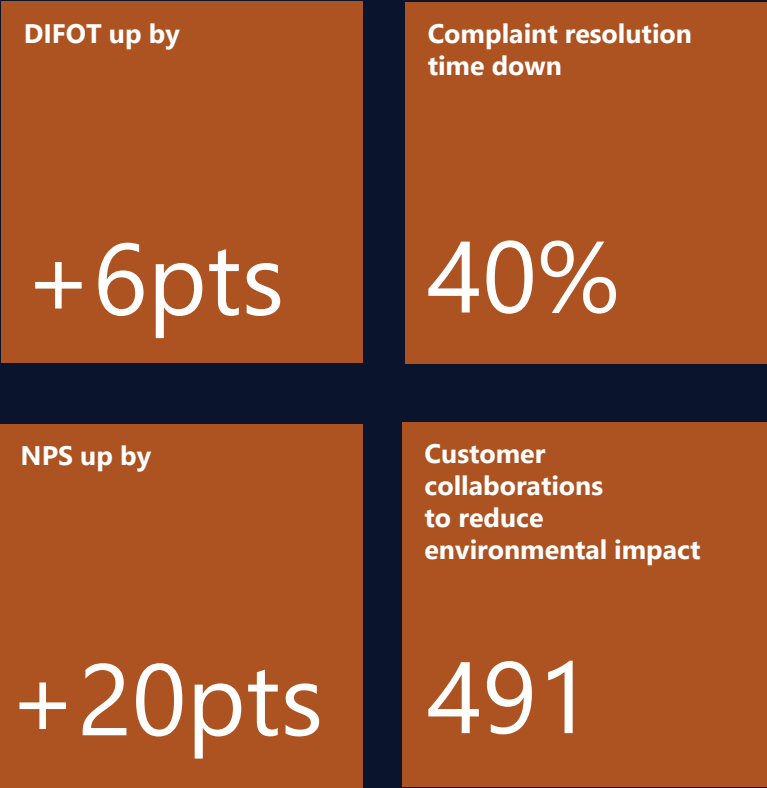 DIFOT up by
+6pts
Complaint resolution
time down
40%
NPS up by
+20pts
Customer
collaborations
to reduce
environmental impact
491